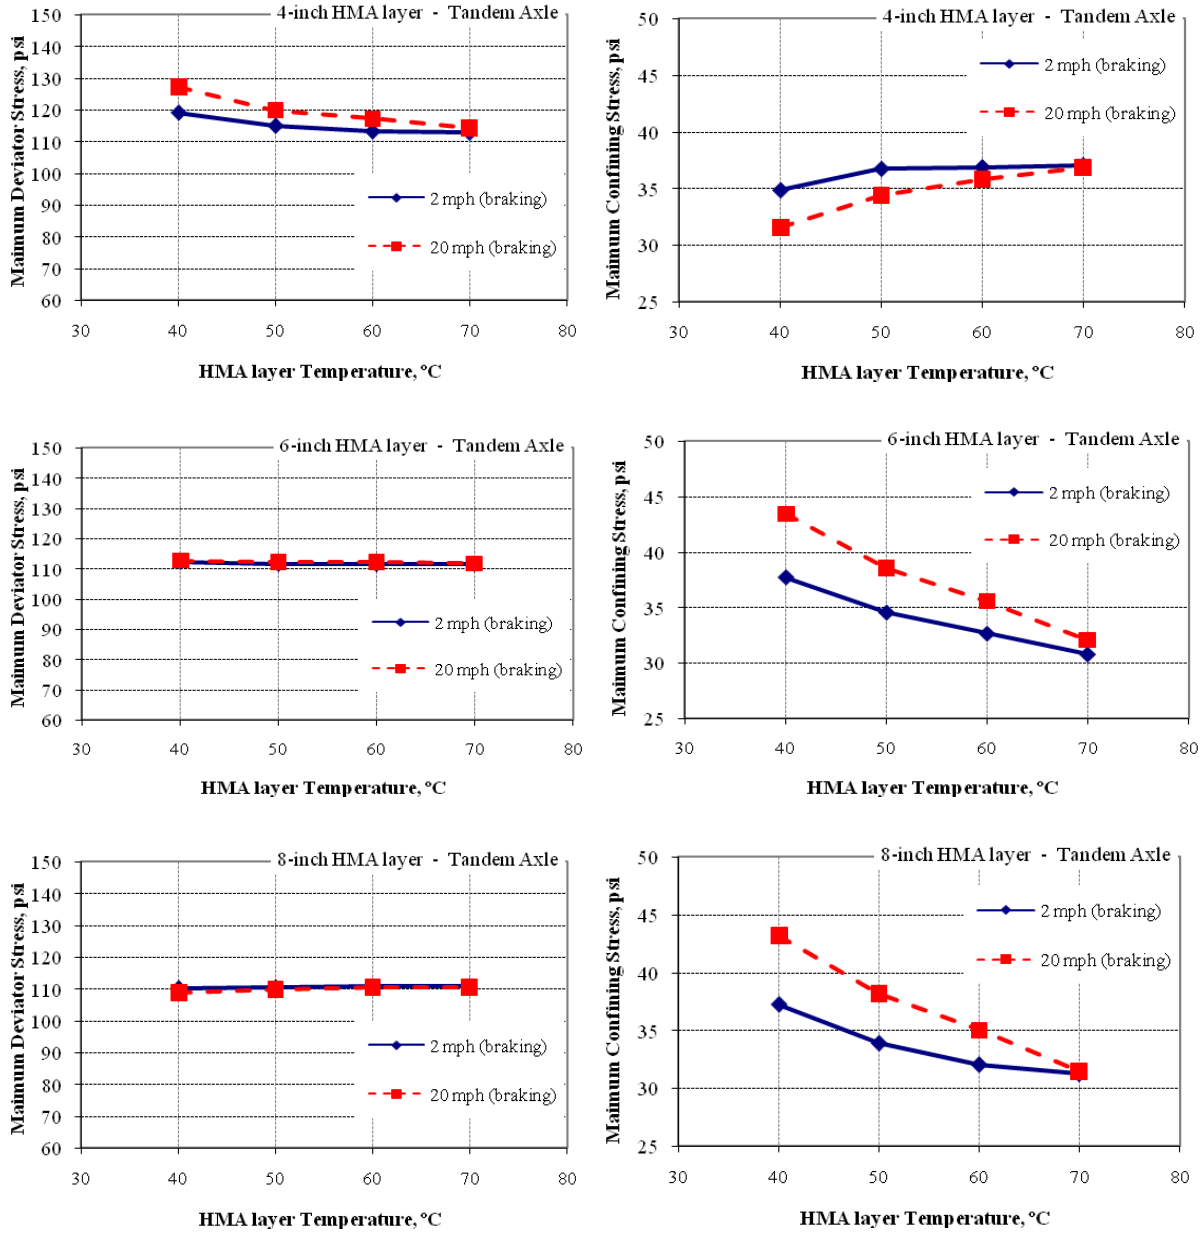 4-inch HMA layer - Tandem Axle
Maimum Deviator Stress, psi
150
140
130
120
110
100
90
80
70
60
2 mph (braking)
20 mph (braking)
30 40 50 60 70 80
HMA layer Temperature, ºC
4-inch HMA layer - Tandem Axle
Maimum Confining Stress, psi
50
45
40
35
30
25
2 mph (braking)
20 mph (braking)
30 40 50 60 70 80
HMA layer Temperature, ºC
6-inch HMA layer - Tandem Axle
Maimum Deviator Stress, psi
150
140
130
120
110
100
90
80
70
60
2 mph (braking)
20 mph (braking)
30 40 50 60 70 80
HMA layer Temperature, ºC
6-inch HMA layer - Tandem Axle
Maimum Confining Stress, psi
50
45
40
35
30
25
2 mph (braking)
20 mph (braking)
30 40 50 60 70 80
HMA layer Temperature, ºC
8-inch HMA layer - Tandem Axle
Maimum Deviator Stress, psi
150
140
130
120
110
100
90
80
70
60
2 mph (braking)
20 mph (braking)
30 40 50 60 70 80
HMA layer Temperature, ºC
8-inch HMA layer - Tandem Axle
Maimum Confining Stress, psi
50
45
40
35
30
25
2 mph (braking)
20 mph (braking)
30 40 50 60 70 80
HMA layer Temperature, ºC